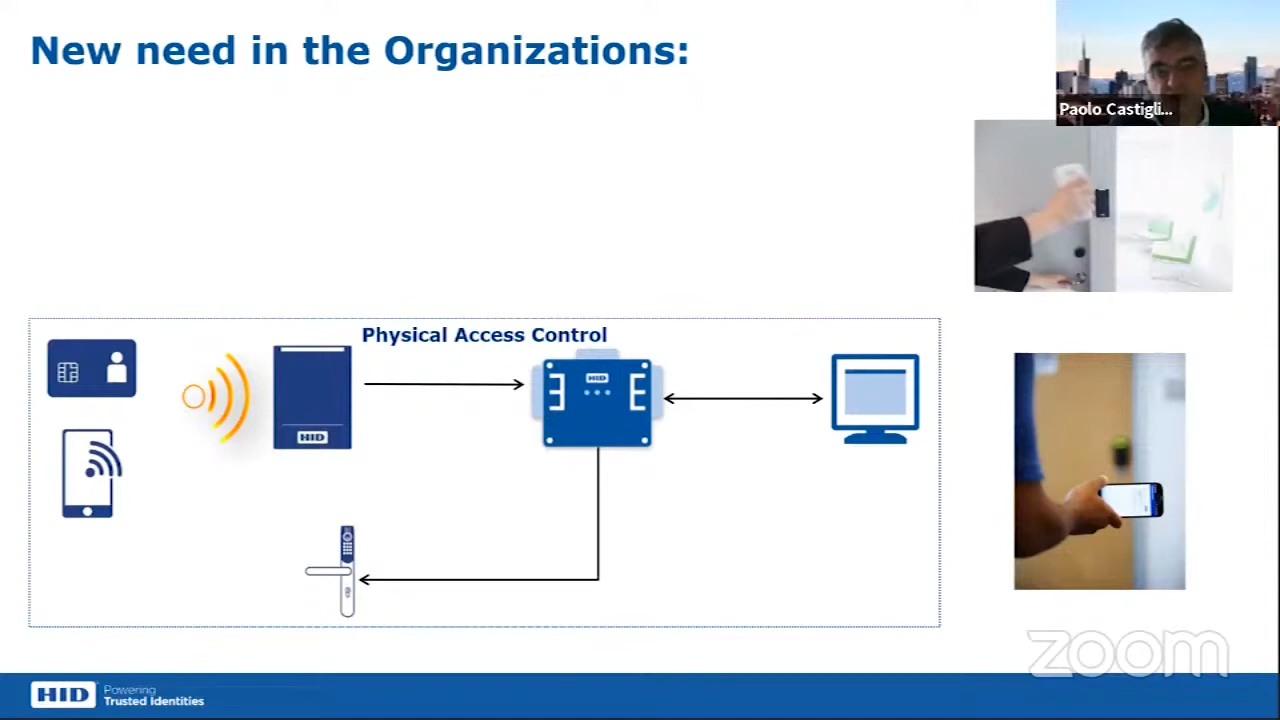 New need in the Organizations:
Paolo Castigli...
Physical Access Control
HID
HID
zoom
HID Powering
Trusted Identities